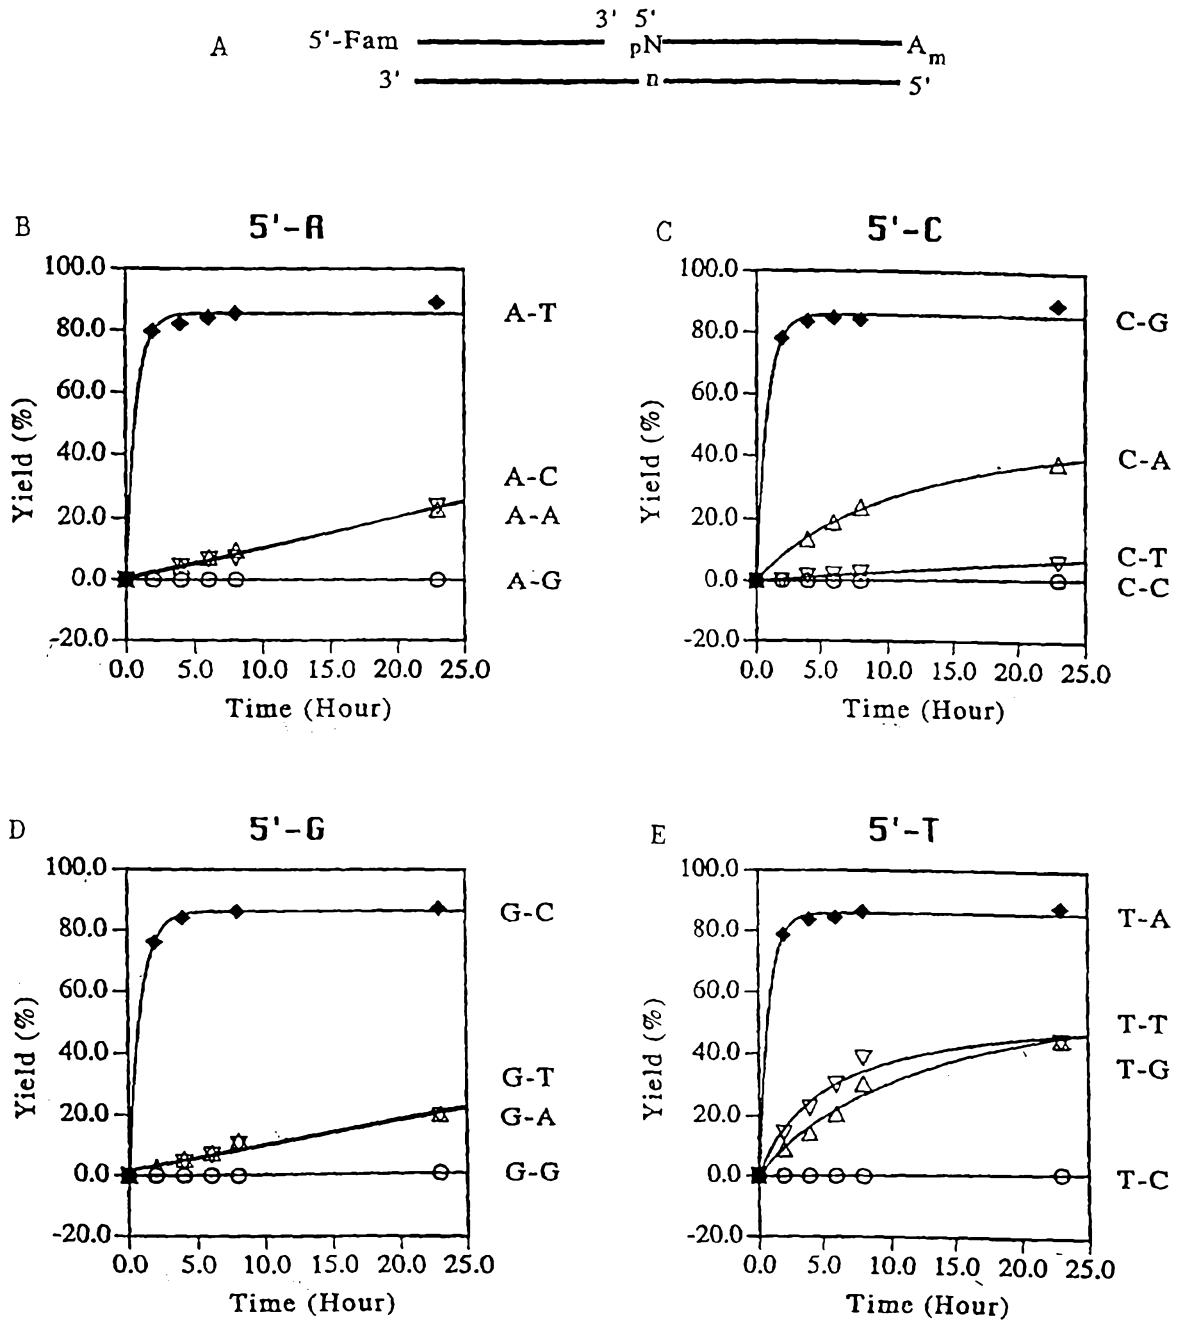 A
5'-Fam
3' 5'
pN
Am
3'
n
5'
B
5'-A
100.0
80.0
60.0
40.0
20.0
0.0
-20.0
Yield (%)
0.0 5.0 10.0 15.0 20.0 25.0
Time (Hour)
A-T
A-C
A-A
A-G
C
5'-C
100.0
80.0
60.0
40.0
20.0
0.0
-20.0
Yield (%)
0.0 5.0 10.0 15.0 20.0 25.0
Time (Hour)
C-G
C-A
C-T
C-C
D
5'-G
100.0
80.0
60.0
40.0
20.0
0.0
-20.0
Yield (%)
0.0 5.0 10.0 15.0 20.0 25.0
Time (Hour)
G-C
G-T
G-A
G-G
E
5'-T
100.0
80.0
60.0
40.0
20.0
0.0
-20.0
Yield (%)
0.0 5.0 10.0 15.0 20.0 25.0
Time (Hour)
T-A
T-T
T-G
T-C